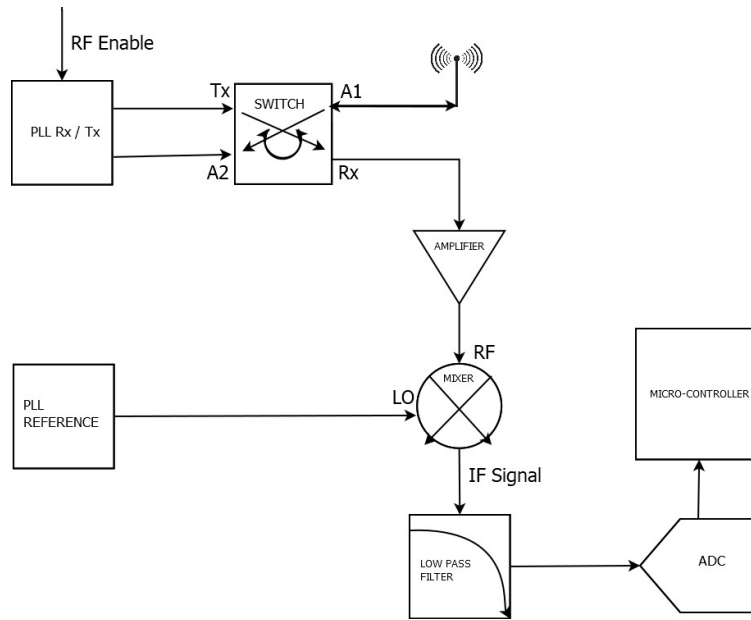 RF Enable
PLL Rx / Tx
Tx
SWITCH
A1
A2
Rx
AMPLIFIER
RF
MIXER
LO
PLL
REFERENCE
MICRO-CONTROLLER
IF Signal
LOW PASS
FILTER
ADC